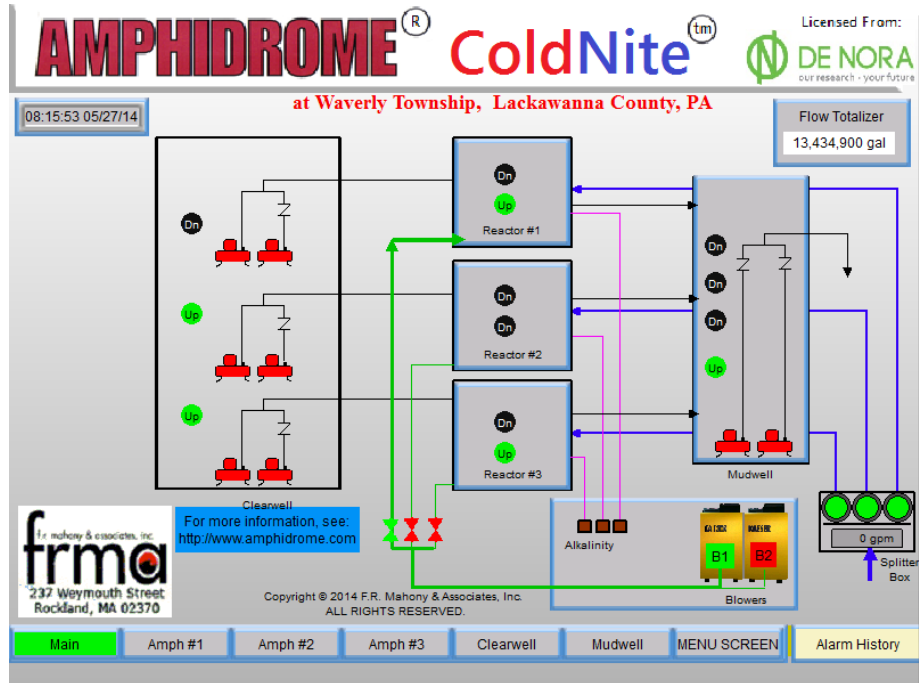 AMPHIDROME®
ColdNite tm
Licensed From:
DE NORA
our research - your future
at Waverly Township, Lackawanna County, PA
08:15:53 05/27/14
Flow Totalizer
13,434,900 gal
Dn
Up
Up
Clearwell
Dn
Up
Reactor #1
Dn
Dn
Reactor #2
Dn
Up
Reactor #3
Dn
Dn
Dn
Up
Mudwell
Alkalinity
B1
B2
Blowers
0 gpm
Splitter
Box
For more information, see:
http://www.amphidrome.com
f.r. mahony & associates, inc.
frma
237 Weymouth Street
Rockland, MA 02370
Copyright © 2014 F.R. Mahony & Associates, Inc.
ALL RIGHTS RESERVED.
Main
Amph #1
Amph #2
Amph #3
Clearwell
Mudwell
MENU SCREEN
Alarm History